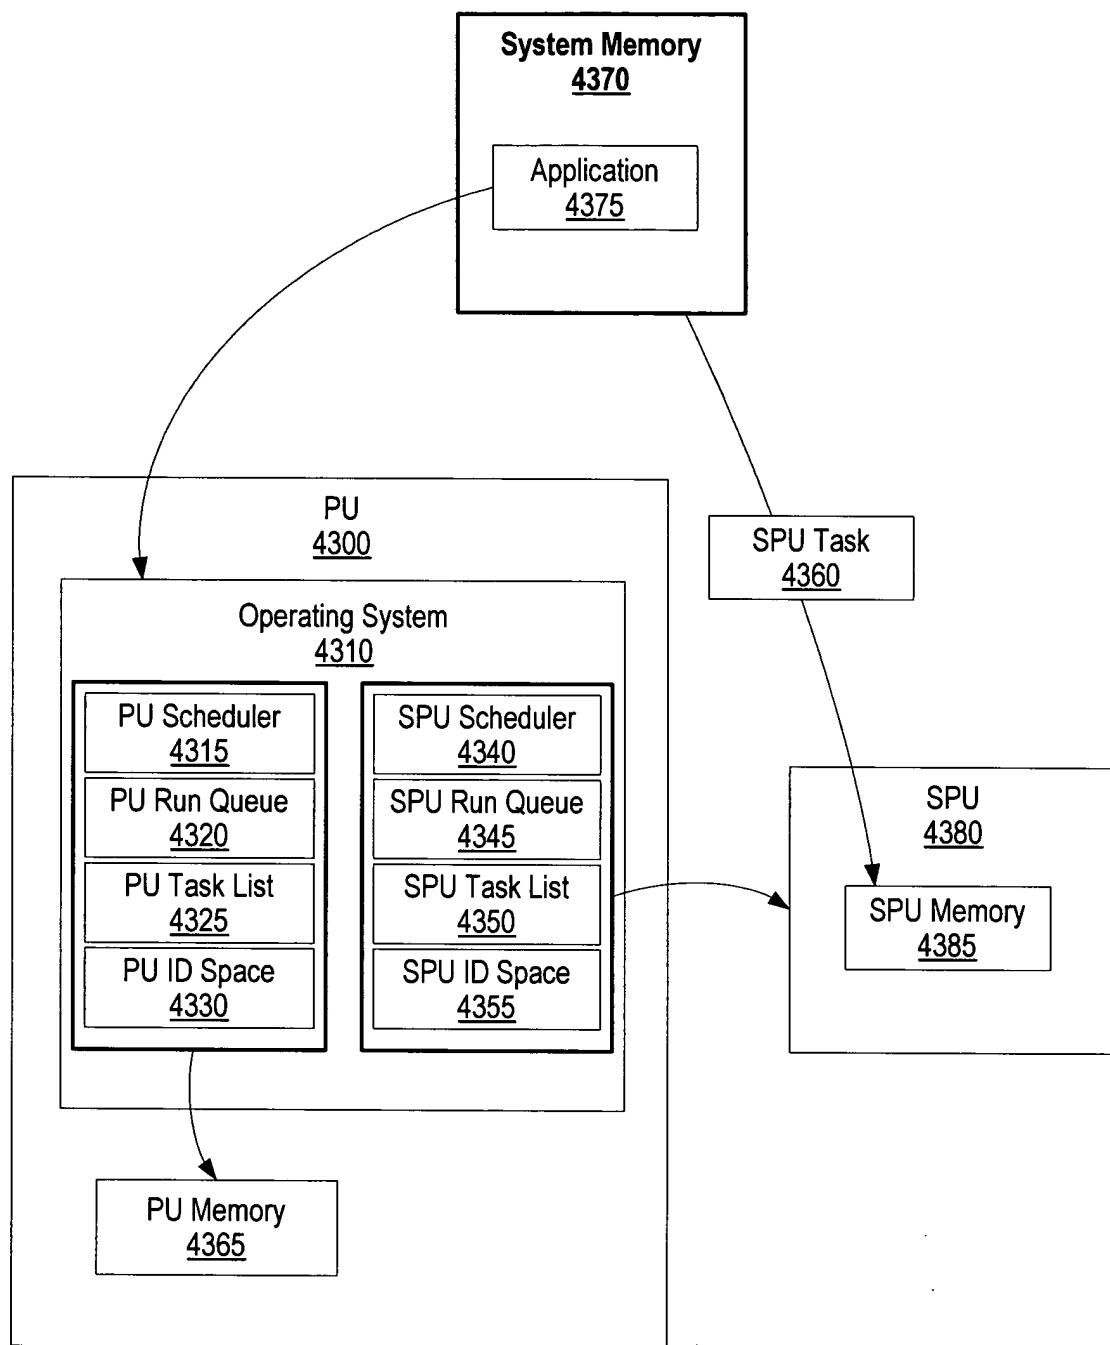 System Memory
4370
Application
4375
PU
4300
SPU Task
4360
Operating System
4310
PU Scheduler
4315
PU Run Queue
4320
PU Task List
4325
PU ID Space
4330
SPU Scheduler
4340
SPU Run Queue
4345
SPU Task List
4350
SPU ID Space
4355
SPU
4380
SPU Memory
4385
PU Memory
4365